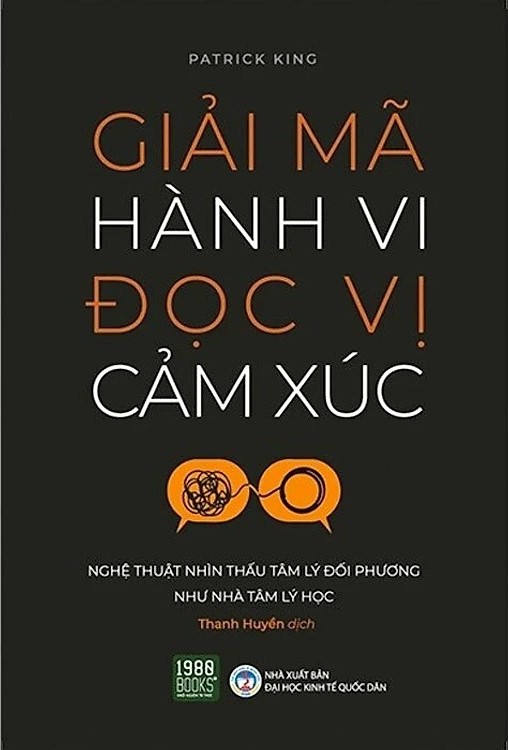 PATRICK KING
GIẢI MÃ
HÀNH VI
ĐỌC VỊ
CẢM XÚC
NGHỆ THUẬT NHÌN THẤU TÂM LÝ ĐỐI PHƯƠNG
NHƯ NHÀ TÂM LÝ HỌC
Thanh Huyền dịch
1980
BOOKS
NHÀ XUẤT BẢN
ĐẠI HỌC KINH TẾ QUỐC DÂN